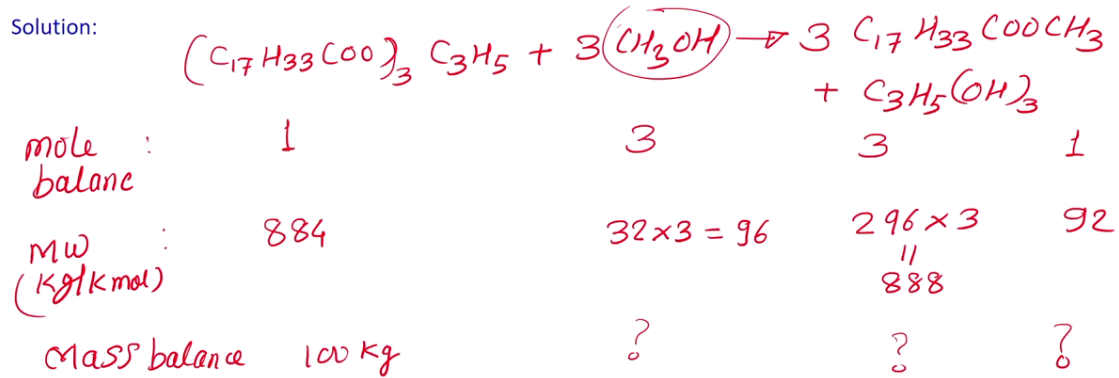 Solution:
(C17H33COO)3 C3H5 + 3 CH3OH → 3 C17H33COOCH3
+ C3H5(OH)3
mole : 1 3 3 1
balanc
MW : 884 32×3 = 96 296×3 92
(Kg/Kmol) 〃 888
Mass balance 100 kg ? ? ?